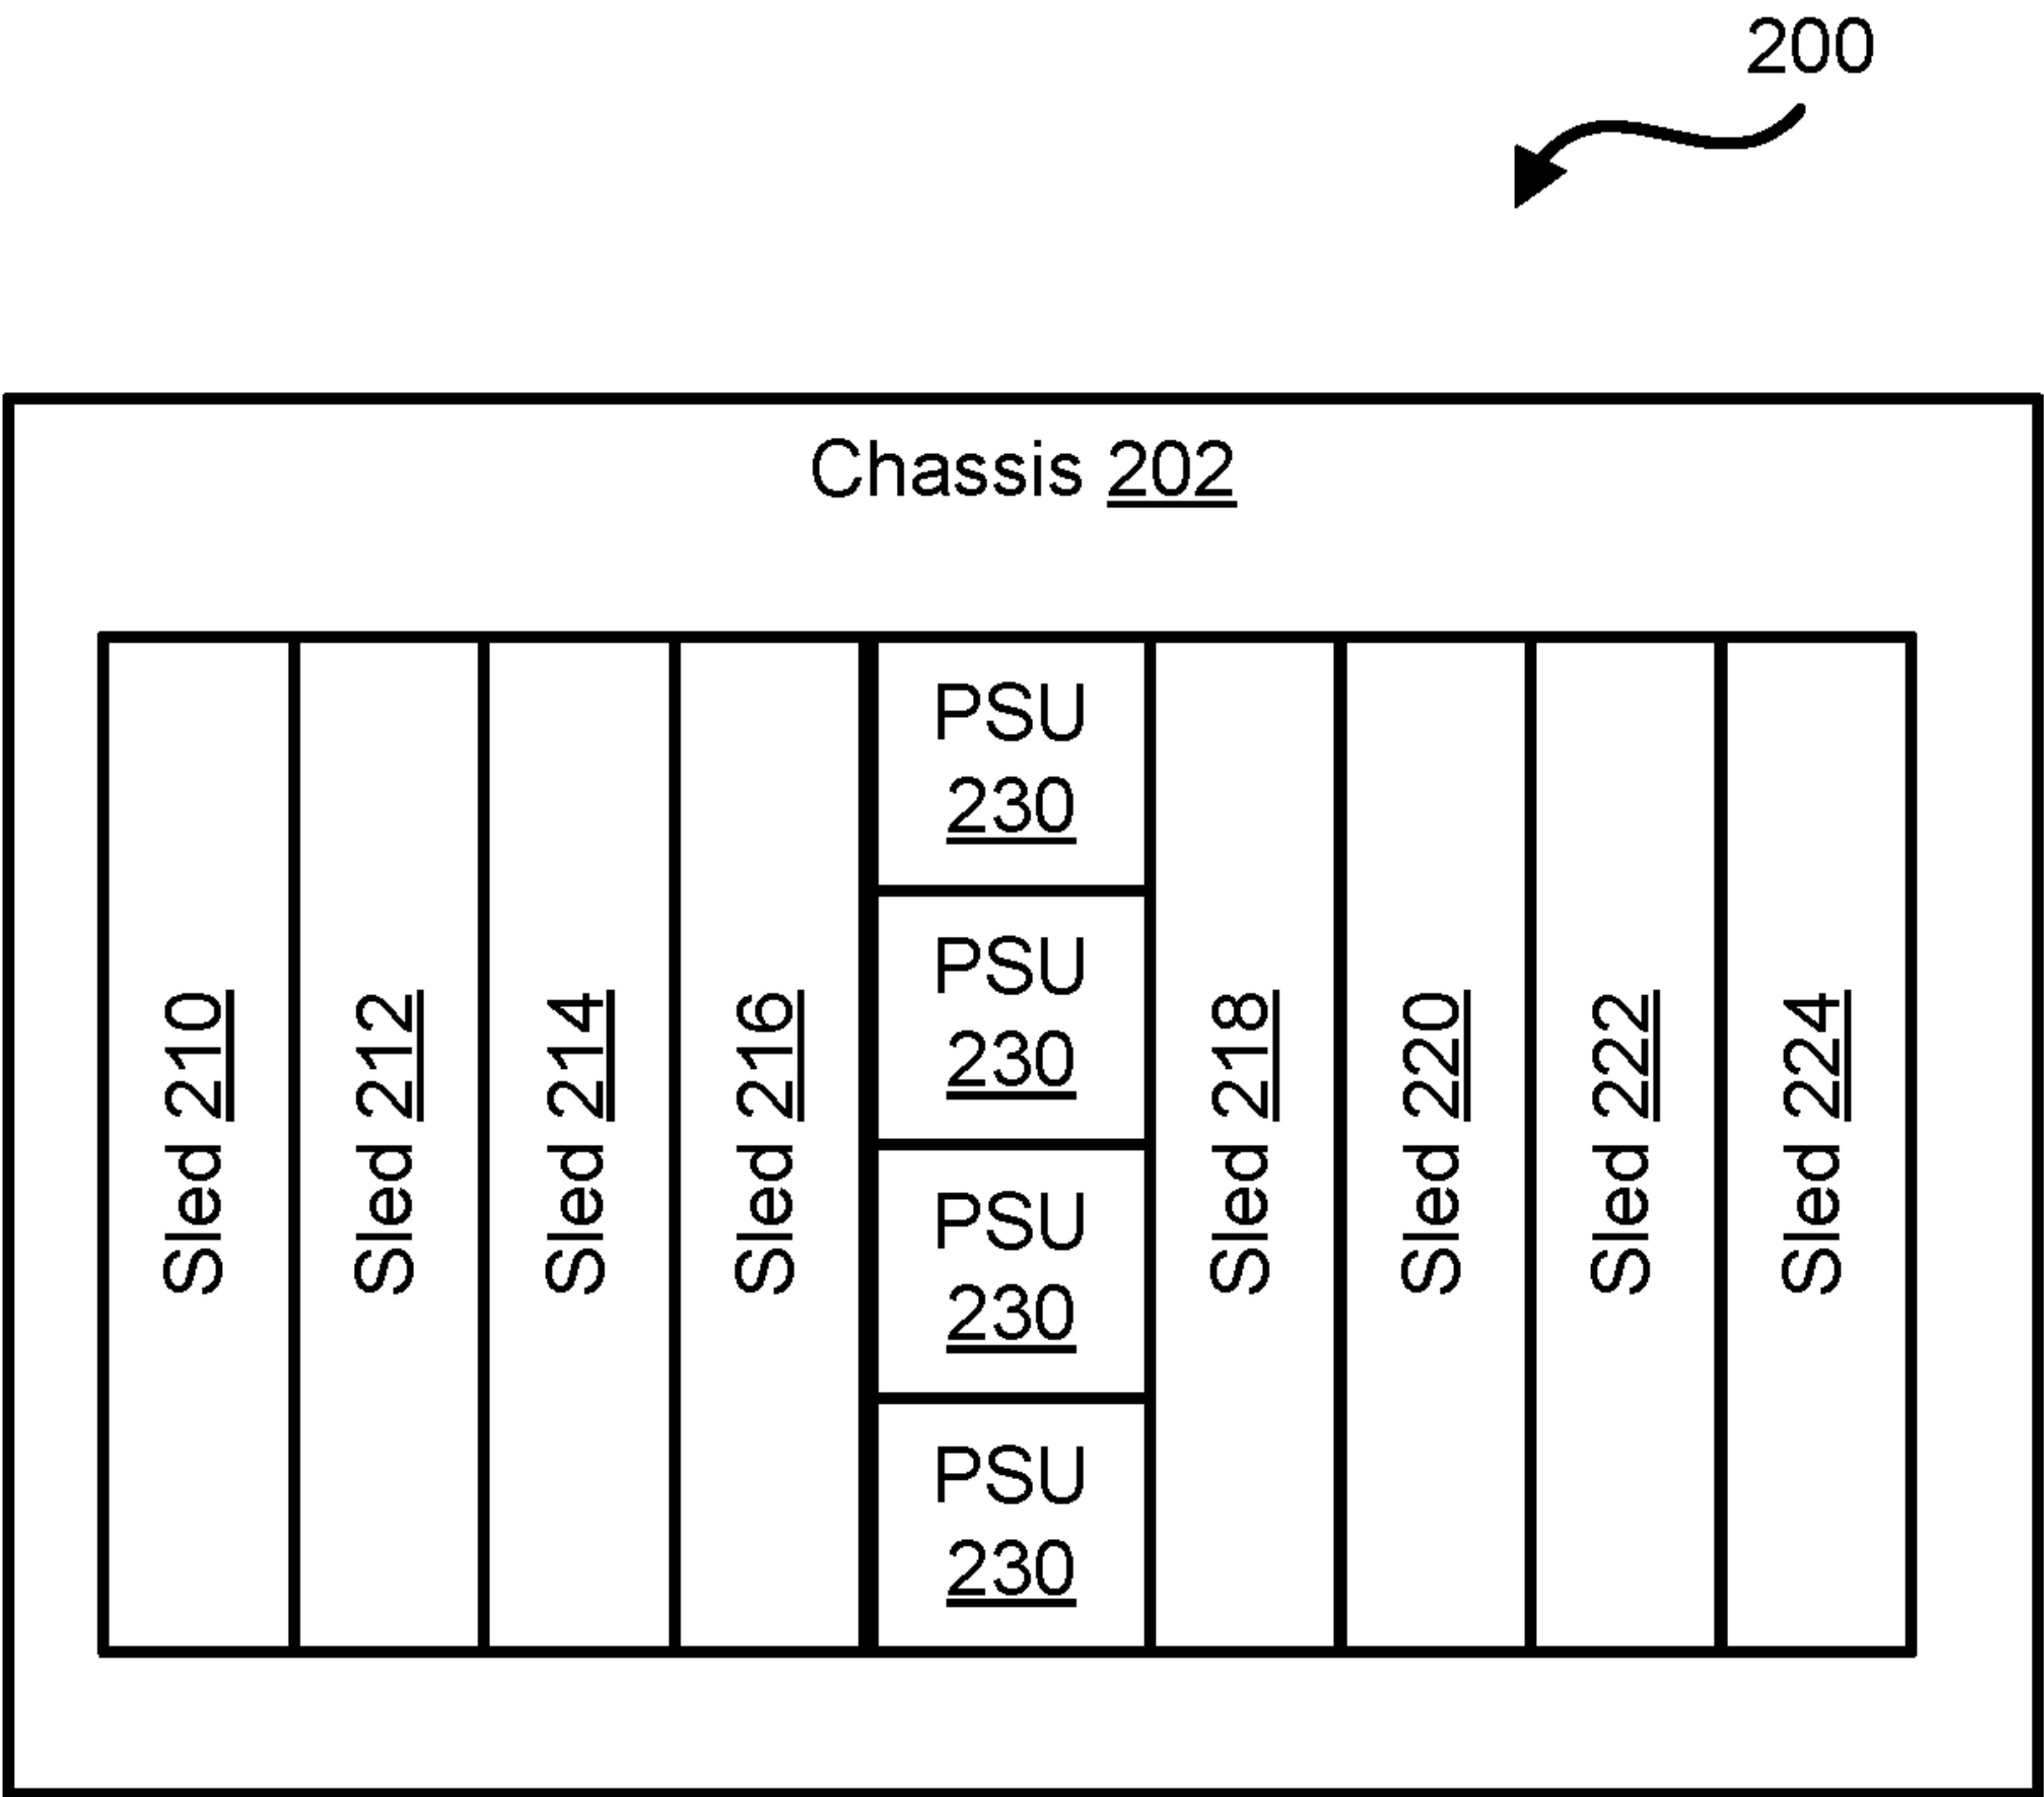 200
Chassis 202
Sled 210
Sled 212
Sled 214
Sled 216
PSU
230
PSU
230
PSU
230
PSU
230
Sled 218
Sled 220
Sled 222
Sled 224